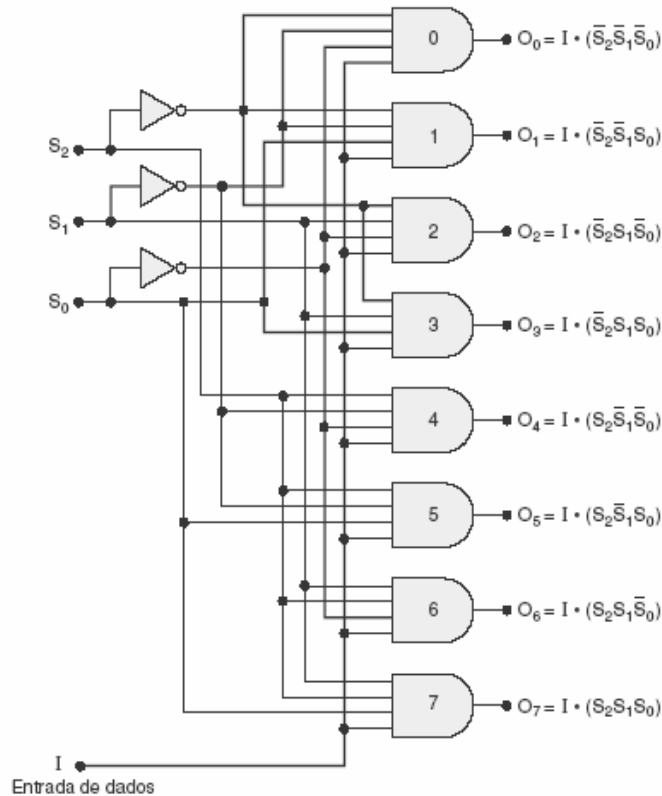 0
O₀ = I • (S̅₂S̅₁S̅₀)
1
O₁ = I • (S̅₂S̅₁S₀)
S₂
2
O₂ = I • (S̅₂S₁S̅₀)
S₁
S₀
3
O₃ = I • (S̅₂S₁S₀)
4
O₄ = I • (S₂S̅₁S̅₀)
5
O₅ = I • (S₂S̅₁S₀)
6
O₆ = I • (S₂S₁S̅₀)
7
O₇ = I • (S₂S₁S₀)
I
Entrada de dados